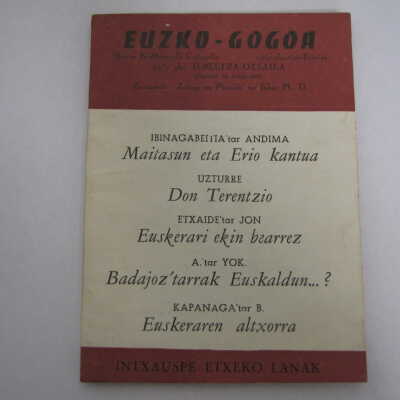 EUZKO-GOGOA
IBINAGABEITIA'tar ANDIMA
Maitasun eta Erio kantua
UZTURRE
Don Terentzio
ETXAIDE'tar JON
Euskerari ekin bearrez
A.'tar YOK.
Badajoz'tarrak Euskaldun...?
KAPANAGA'tar B.
Euskeraren altxorra
INTXAUSPE ETXEKO LANAK